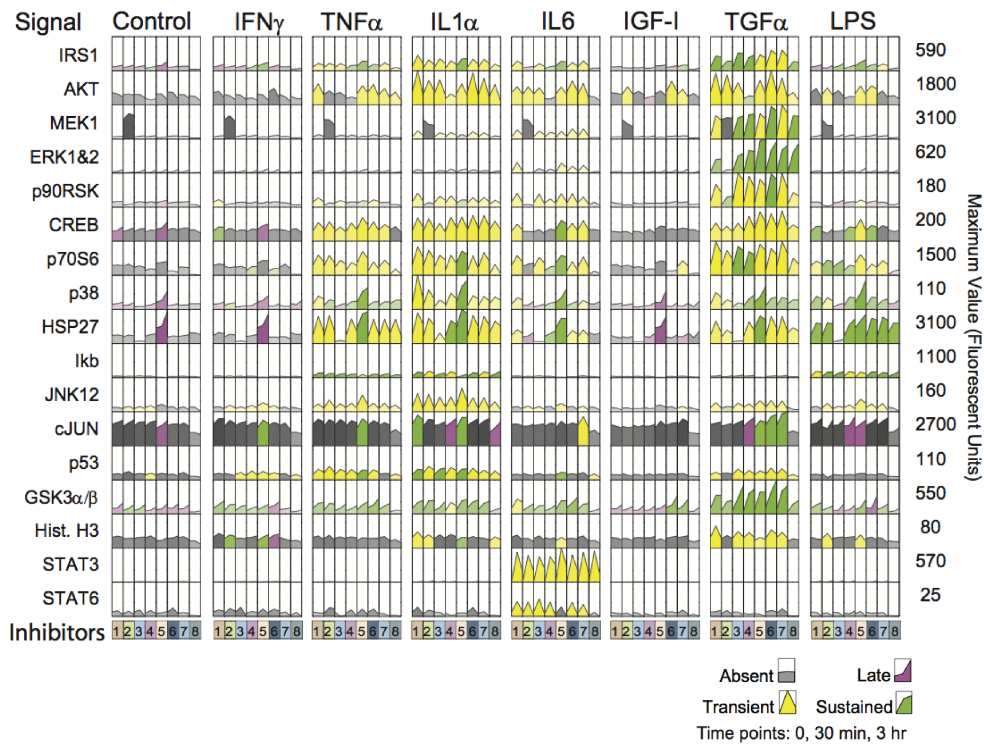 Signal Control IFNγ TNFα IL1α IL6 IGF-I TGFα LPS
IRS1 590
AKT 1800
MEK1 3100
ERK1&2 620
p90RSK 180
CREB 200
p70S6 1500
p38 110
HSP27 3100
Ikb 1100
JNK12 160
cJUN 2700
p53 110
GSK3α/β 550
Hist. H3 80
STAT3 570
STAT6 25
Maximum Value (Fluorescent Units)
Inhibitors 1 2 3 4 5 6 7 8 1 2 3 4 5 6 7 8 1 2 3 4 5 6 7 8 1 2 3 4 5 6 7 8 1 2 3 4 5 6 7 8 1 2 3 4 5 6 7 8 1 2 3 4 5 6 7 8 1 2 3 4 5 6 7 8
Absent Late
Transient Sustained
Time points: 0, 30 min, 3 hr